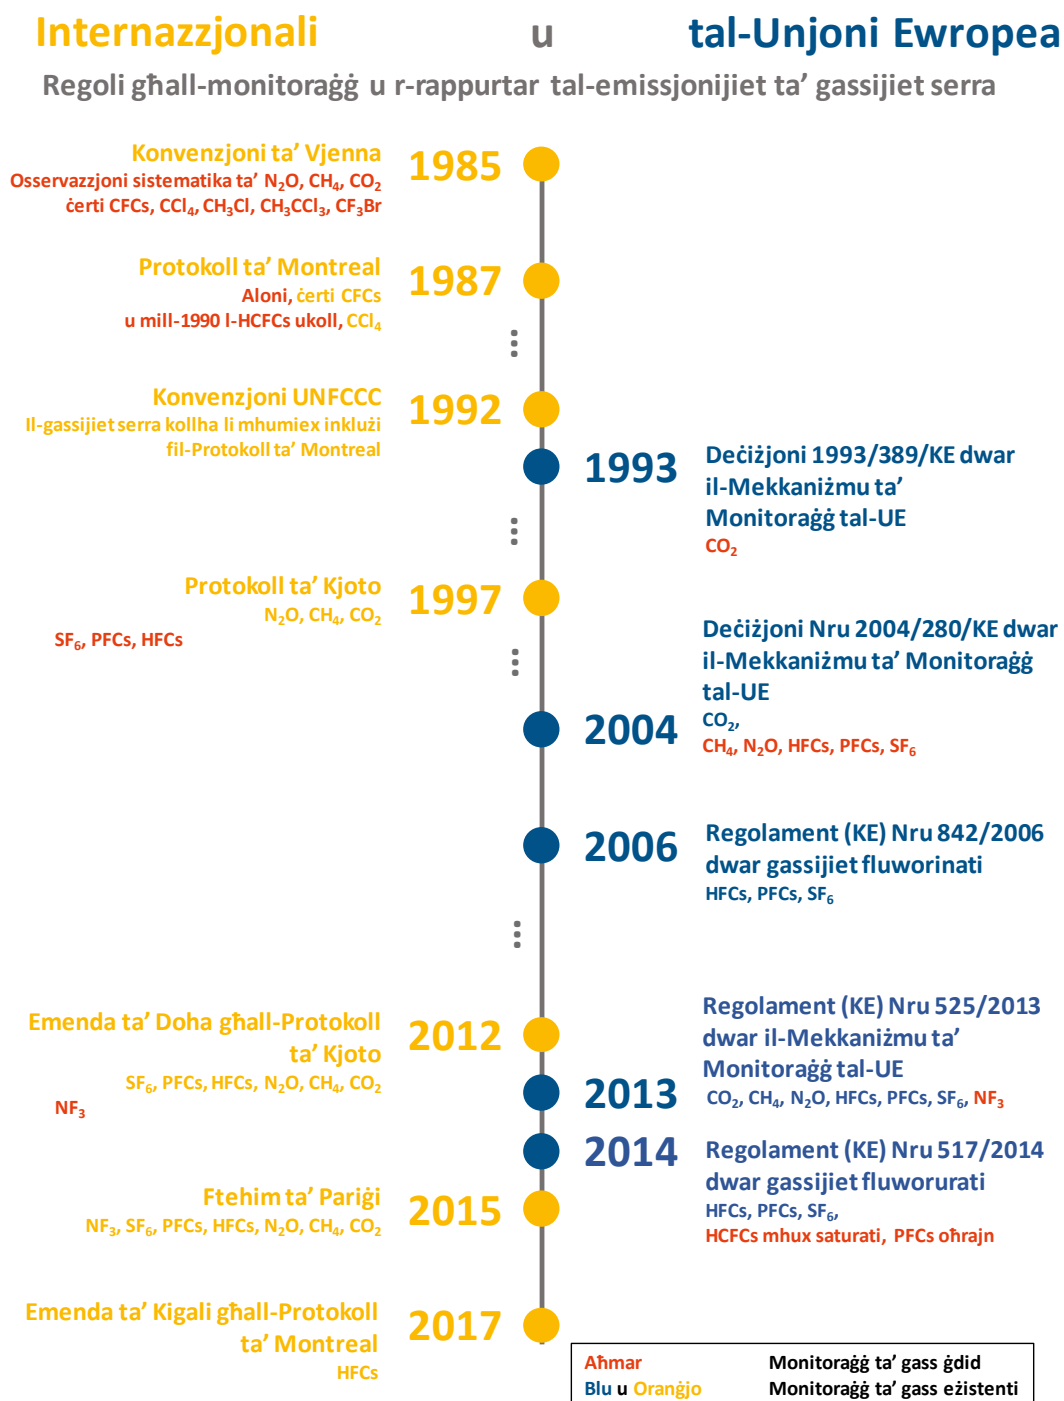 Internazzjonali u tal-Unjoni Ewropea
Regoli għall-monitoraġġ u r-rappurtar tal-emissjonijiet ta' gassijiet serra
Konvenzjoni ta' Vjenna
Osservazzjoni sistematika ta' N₂O, CH₄, CO₂
ċerti CFCs, CCl₄, CH₃Cl, CH₃CCl₃, CF₃Br
1985
Protokoll ta' Montreal
Aloni, ċerti CFCs
u mill-1990 l-HCFCs ukoll, CCl₄
1987
Konvenzjoni UNFCCC
Il-gassijiet serra kollha li mhumiex inklużi
fil-Protokoll ta' Montreal
1992
1993
Deċiżjoni 1993/389/KE dwar
il-Mekkaniżmu ta'
Monitoraġġ tal-UE
CO₂
Protokoll ta' Kjoto
N₂O, CH₄, CO₂
SF₆, PFCs, HFCs
1997
Deċiżjoni Nru 2004/280/KE dwar
il-Mekkaniżmu ta' Monitoraġġ
tal-UE
CO₂,
CH₄, N₂O, HFCs, PFCs, SF₆
2004
2006
Regolament (KE) Nru 842/2006
dwar gassijiet fluworinati
HFCs, PFCs, SF₆
Emenda ta' Doha għall-Protokoll
ta' Kjoto
SF₆, PFCs, HFCs, N₂O, CH₄, CO₂
NF₃
2012
Regolament (KE) Nru 525/2013
dwar il-Mekkaniżmu ta'
Monitoraġġ tal-UE
CO₂, CH₄, N₂O, HFCs, PFCs, SF₆, NF₃
2013
2014
Regolament (KE) Nru 517/2014
dwar gassijiet fluworurati
HFCs, PFCs, SF₆,
HCFCs mhux saturati, PFCs oħrajn
Ftehim ta' Pariġi
NF₃, SF₆, PFCs, HFCs, N₂O, CH₄, CO₂
2015
Emenda ta' Kigali għall-Protokoll
ta' Montreal
HFCs
2017
Aħmar Monitoraġġ ta' gass ġdid
Blu u Oranġjo Monitoraġġ ta' gass eżistenti